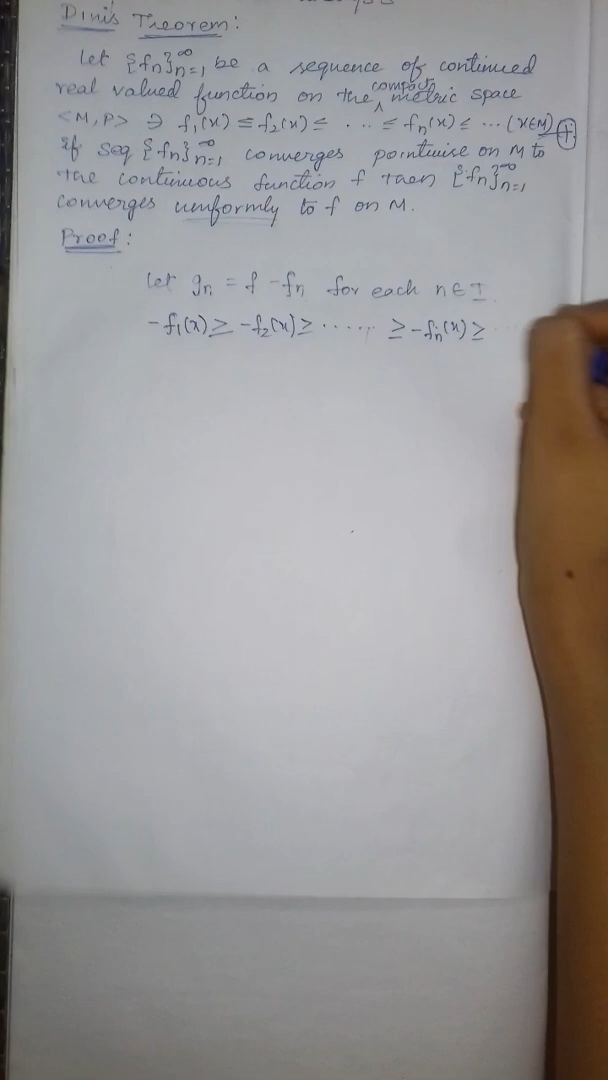 Dini's Theorem:
Let {fn}∞n=1 be a sequence of continued
real valued function on the compact metric space
<M, P> ∋ f1(x) ≤ f2(x) ≤ ... ≤ fn(x) ≤ ... (x∈M)
If seq {fn}∞n=1 converges pointwise on M to
the continuous function f then {fn}∞n=1
converges uniformly to f on M.
Proof:
Let gn = f - fn for each n ∈ I
-f1(x) ≥ -f2(x) ≥ ...... ≥ -fn(x) ≥